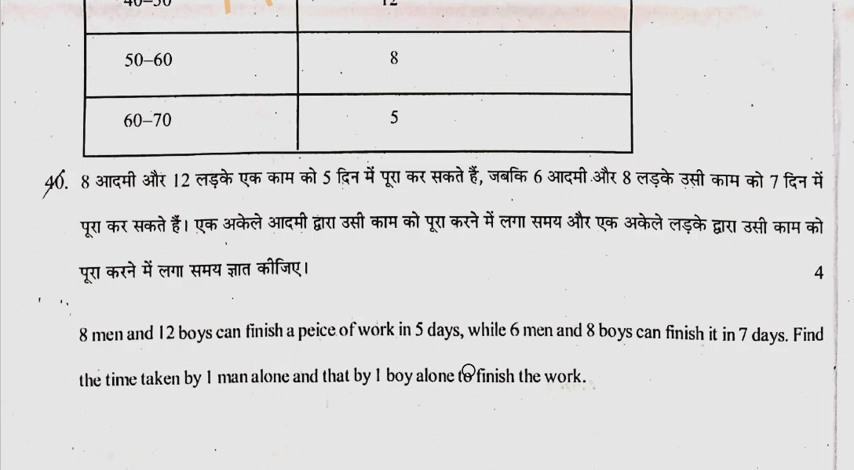 40–50 12
50–60 8
60–70 5
40. 8 आदमी और 12 लड़के एक काम को 5 दिन में पूरा कर सकते हैं, जबकि 6 आदमी और 8 लड़के उसी काम को 7 दिन में
पूरा कर सकते हैं। एक अकेले आदमी द्वारा उसी काम को पूरा करने में लगा समय और एक अकेले लड़के द्वारा उसी काम को
पूरा करने में लगा समय ज्ञात कीजिए। 4
8 men and 12 boys can finish a peice of work in 5 days, while 6 men and 8 boys can finish it in 7 days. Find
the time taken by 1 man alone and that by 1 boy alone to finish the work.